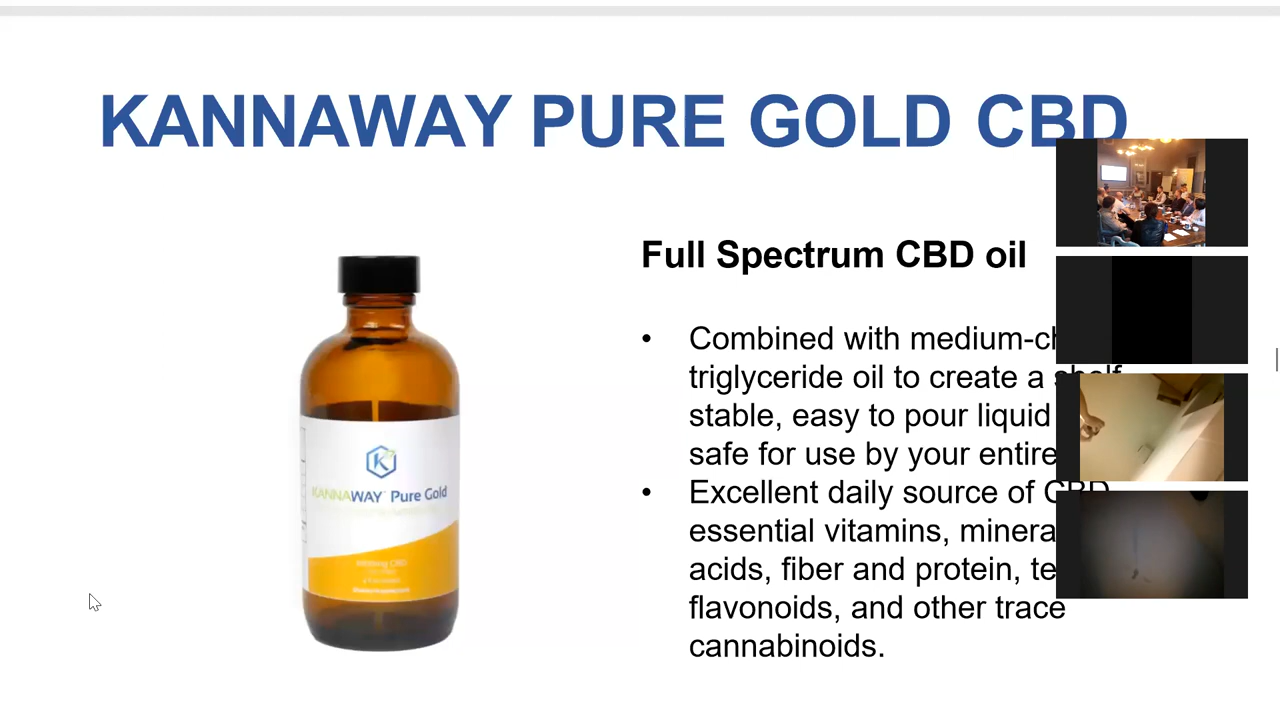 KANNAWAY PURE GOLD CBD
Full Spectrum CBD oil
• Combined with medium-ch
triglyceride oil to create a shelf
stable, easy to pour liquid
safe for use by your entire
• Excellent daily source of CBD
essential vitamins, minera
acids, fiber and protein, te
flavonoids, and other trace
cannabinoids.
KANNAWAY Pure Gold